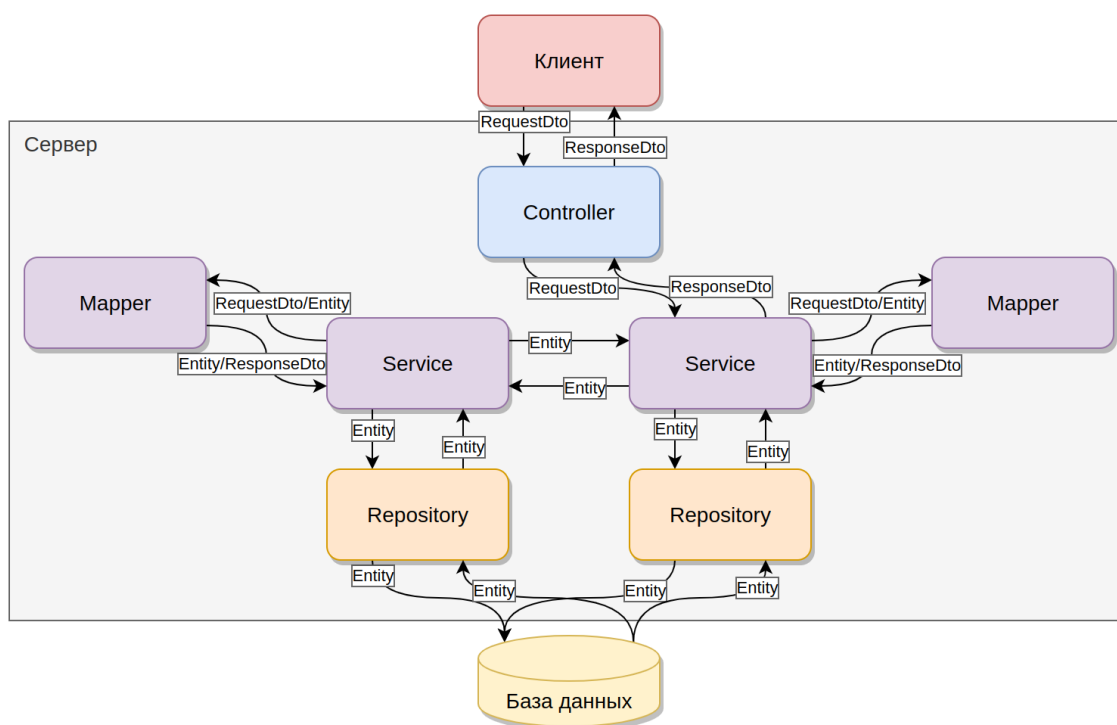 Клиент
RequestDto
Сервер
ResponseDto
Controller
RequestDto
ResponseDto
Mapper
RequestDto/Entity
RequestDto/Entity
Mapper
Entity
Entity/ResponseDto
Service
Service
Entity/ResponseDto
Entity
Entity
Entity
Entity
Entity
Repository
Repository
Entity
Entity
Entity
Entity
База данных